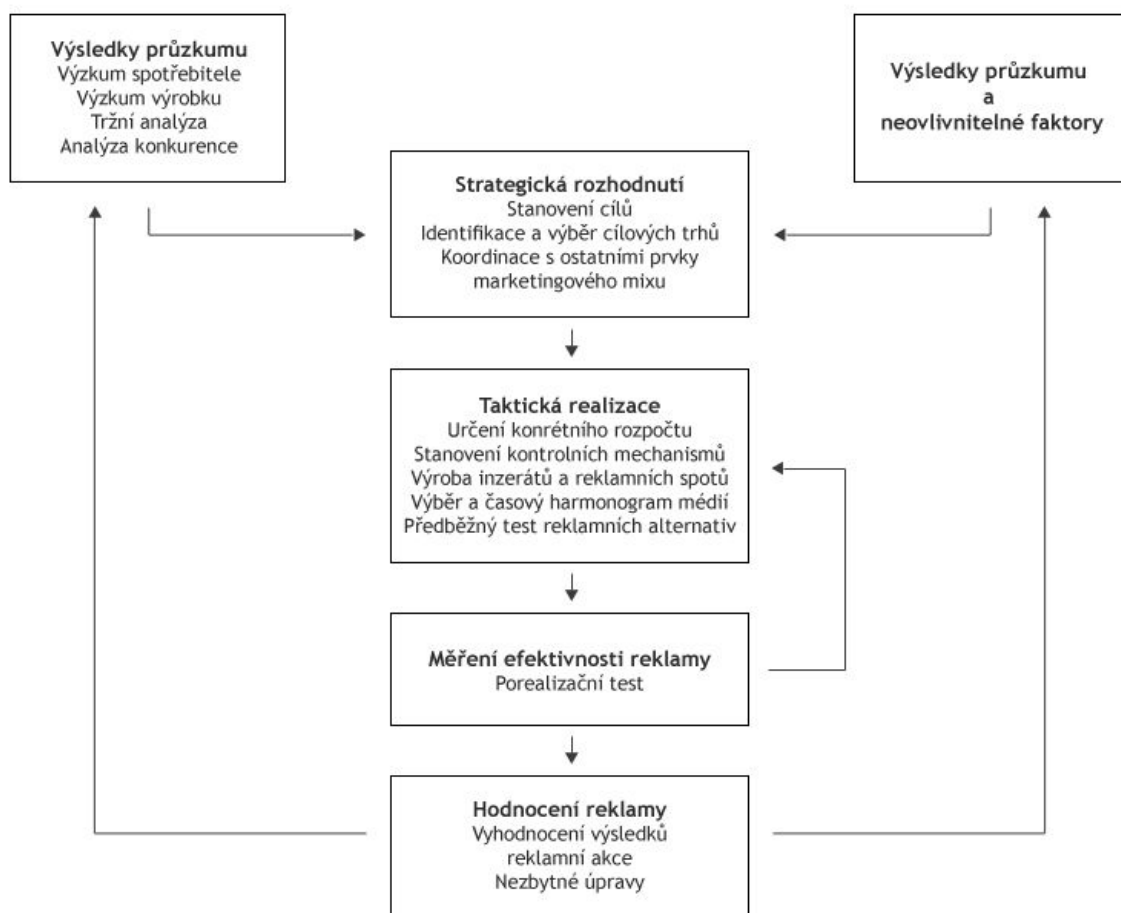 Výsledky průzkumu
Výzkum spotřebitele
Výzkum výrobku
Tržní analýza
Analýza konkurence
Výsledky průzkumu
a
neovlivnitelné faktory
Strategická rozhodnutí
Stanovení cílů
Identifikace a výběr cílových trhů
Koordinace s ostatními prvky
marketingového mixu
Taktická realizace
Určení konrétního rozpočtu
Stanovení kontrolních mechanismů
Výroba inzerátů a reklamních spotů
Výběr a časový harmonogram médií
Předběžný test reklamních alternativ
Měření efektivnosti reklamy
Porealizační test
Hodnocení reklamy
Vyhodnocení výsledků
reklamní akce
Nezbytné úpravy